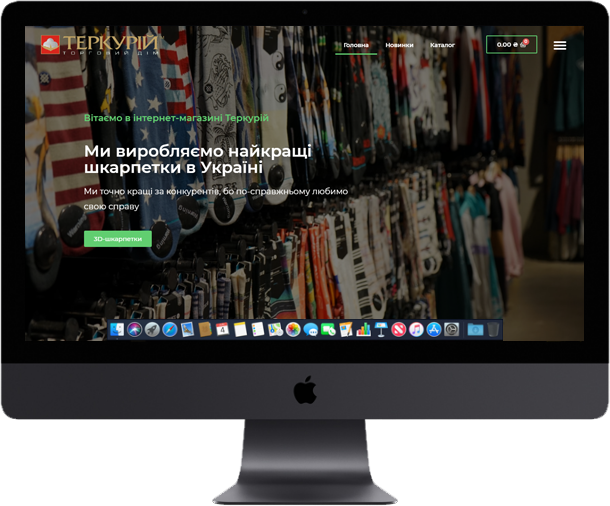 ТЕРКУРІЙ
ТОРГОВИЙ ДІМ
Головна
Новинки
Каталог
0.00 ₴
0
Вітаємо в інтернет-магазині Теркурій
Ми виробляємо найкращі
шкарпетки в Україні
Ми точно кращі за конкурентів, бо по-справжньому любимо
свою справу
3D-шкарпетки
4